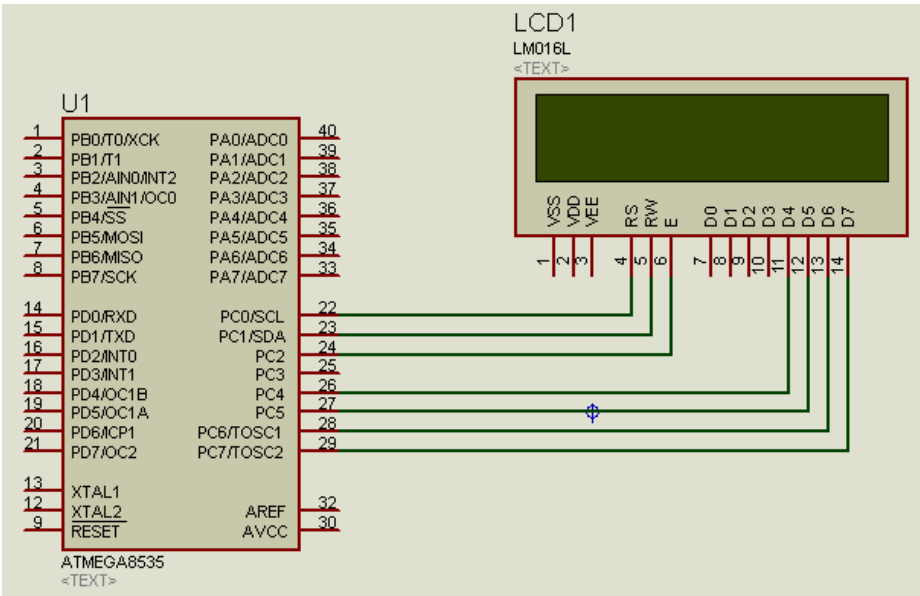 LCD1
LM016L
<TEXT>
VSS
VDD
VEE
RS
RW
E
D0
D1
D2
D3
D4
D5
D6
D7
1
2
3
4
5
6
7
8
9
10
11
12
13
14
U1
1 PB0/T0/XCK PA0/ADC0 40
2 PB1/T1 PA1/ADC1 39
3 PB2/AIN0/INT2 PA2/ADC2 38
4 PB3/AIN1/OC0 PA3/ADC3 37
5 PB4/SS PA4/ADC4 36
6 PB5/MOSI PA5/ADC5 35
7 PB6/MISO PA6/ADC6 34
8 PB7/SCK PA7/ADC7 33
14 PD0/RXD PC0/SCL 22
15 PD1/TXD PC1/SDA 23
16 PD2/INT0 PC2 24
17 PD3/INT1 PC3 25
18 PD4/OC1B PC4 26
19 PD5/OC1A PC5 27
20 PD6/ICP1 PC6/TOSC1 28
21 PD7/OC2 PC7/TOSC2 29
13 XTAL1
12 XTAL2 AREF 32
9 RESET AVCC 30
ATMEGA8535
<TEXT>